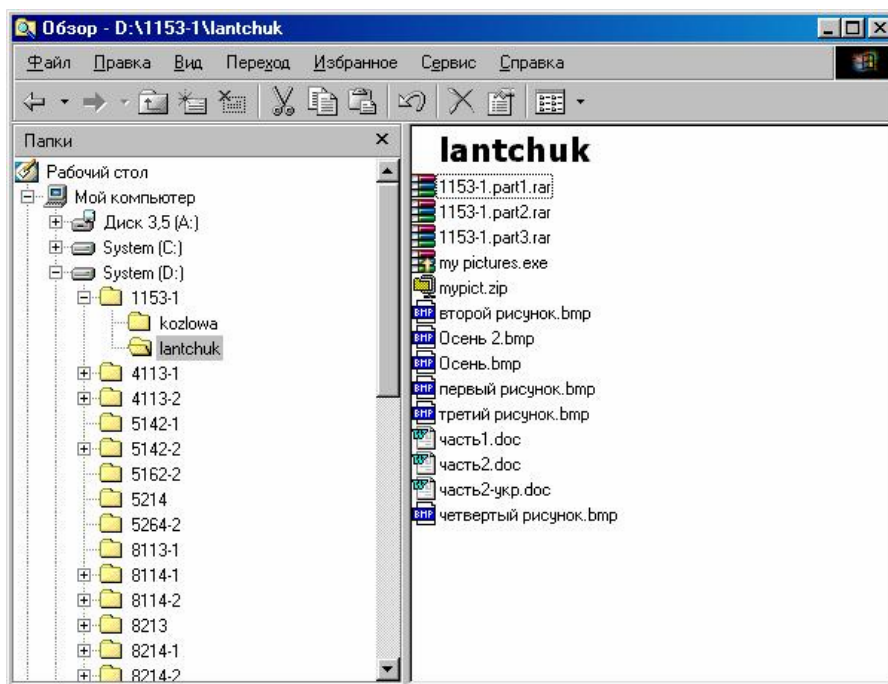 Обзор - D:\1153-1\lantchuk
Файл Правка Вид Переход Избранное Сервис Справка
Папки
Рабочий стол
Мой компьютер
Диск 3,5 (A:)
System (C:)
System (D:)
1153-1
kozlowa
lantchuk
4113-1
4113-2
5142-1
5142-2
5162-2
5214
5264-2
8113-1
8114-1
8114-2
8213
8214-1
8214-2
lantchuk
1153-1.part1.rar
1153-1.part2.rar
1153-1.part3.rar
my pictures.exe
mypict.zip
второй рисунок.bmp
Осень 2.bmp
Осень.bmp
первый рисунок.bmp
третий рисунок.bmp
часть1.doc
часть2.doc
часть2-укр.doc
четвертый рисунок.bmp